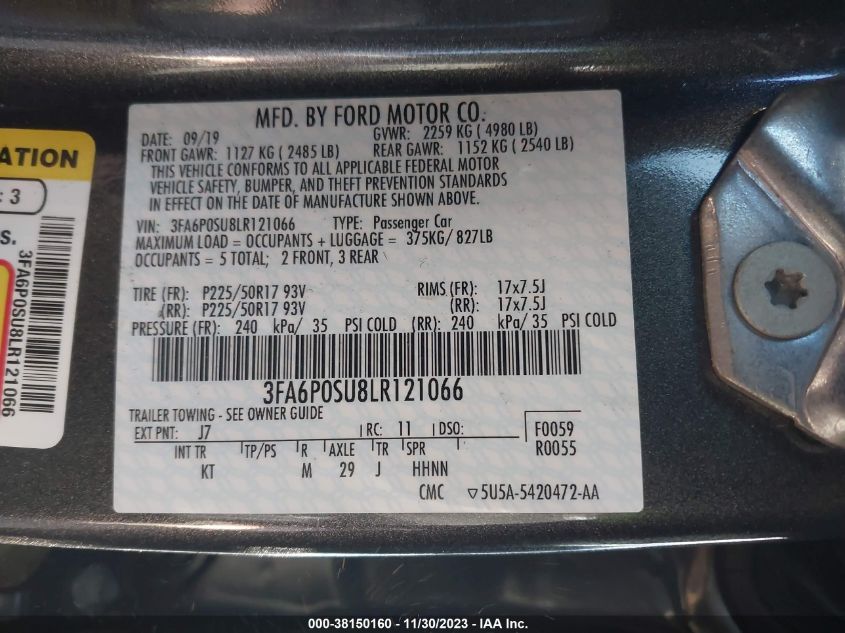 MFD. BY FORD MOTOR CO.
DATE: 09/19 GVWR: 2259 KG ( 4980 LB)
FRONT GAWR: 1127 KG ( 2485 LB) REAR GAWR: 1152 KG ( 2540 LB)
THIS VEHICLE CONFORMS TO ALL APPLICABLE FEDERAL MOTOR
VEHICLE SAFETY, BUMPER, AND THEFT PREVENTION STANDARDS
IN EFFECT ON THE DATE OF MANUFACTURE SHOWN ABOVE.
VIN: 3FA6P0SU8LR121066 TYPE: Passenger Car
MAXIMUM LOAD = OCCUPANTS + LUGGAGE = 375KG/ 827LB
OCCUPANTS = 5 TOTAL; 2 FRONT, 3 REAR
TIRE (FR): P225/50R17 93V RIMS (FR): 17x7.5J
(RR): P225/50R17 93V (RR): 17x7.5J
PRESSURE (FR): 240 kPa/ 35 PSI COLD (RR): 240 kPa/ 35 PSI COLD
3FA6P0SU8LR121066
TRAILER TOWING - SEE OWNER GUIDE
EXT PNT: J7 RC: 11 DSO: F0059
INT TR TP/PS R AXLE TR SPR R0055
KT M 29 J HHNN
CMC ▽5U5A-5420472-AA
ATION
: 3
S.
3FA6P0SU8LR121066
000-38150160 - 11/30/2023 - IAA Inc.